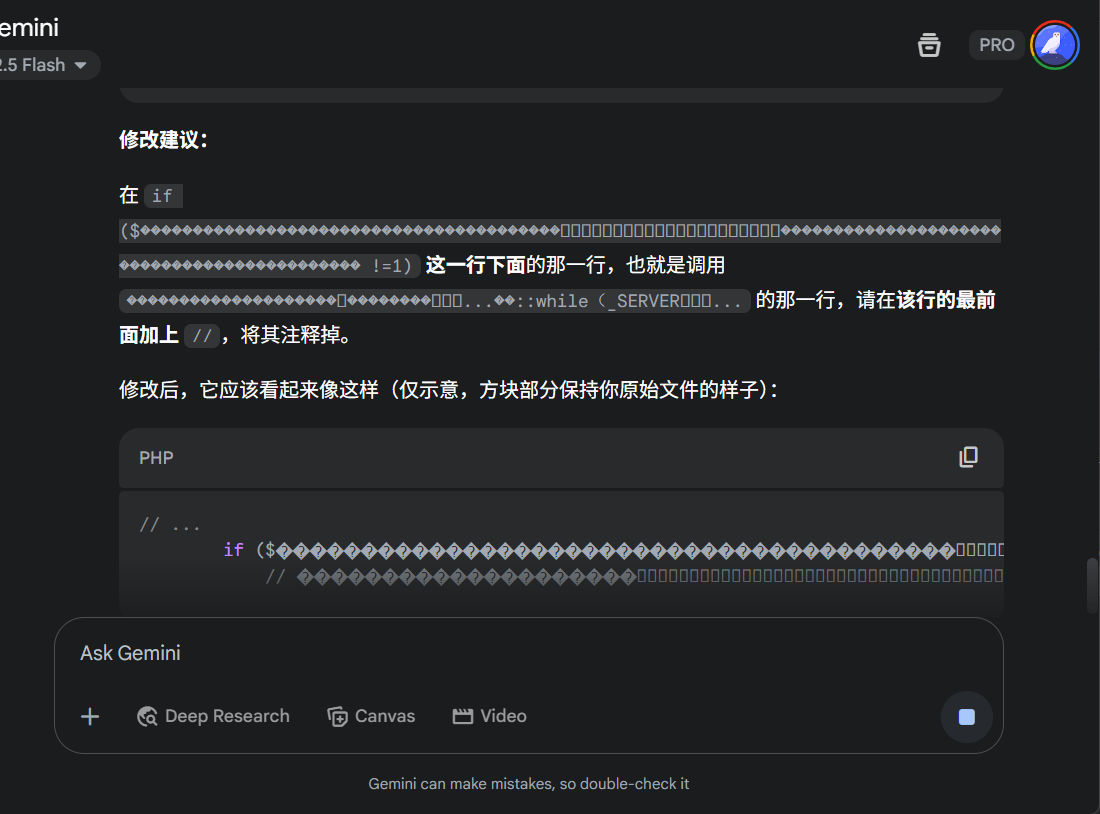 emini
2.5 Flash
PRO
修改建议：
在 if
($
!=1) 这一行下面的那一行，也就是调用
...::while（_SERVER... 的那一行，请在该行的最前
面加上 //，将其注释掉。
修改后，它应该看起来像这样（仅示意，方块部分保持你原始文件的样子）：
PHP
// ...
if ($
//
Ask Gemini
Deep Research
Canvas
Video
Gemini can make mistakes, so double-check it